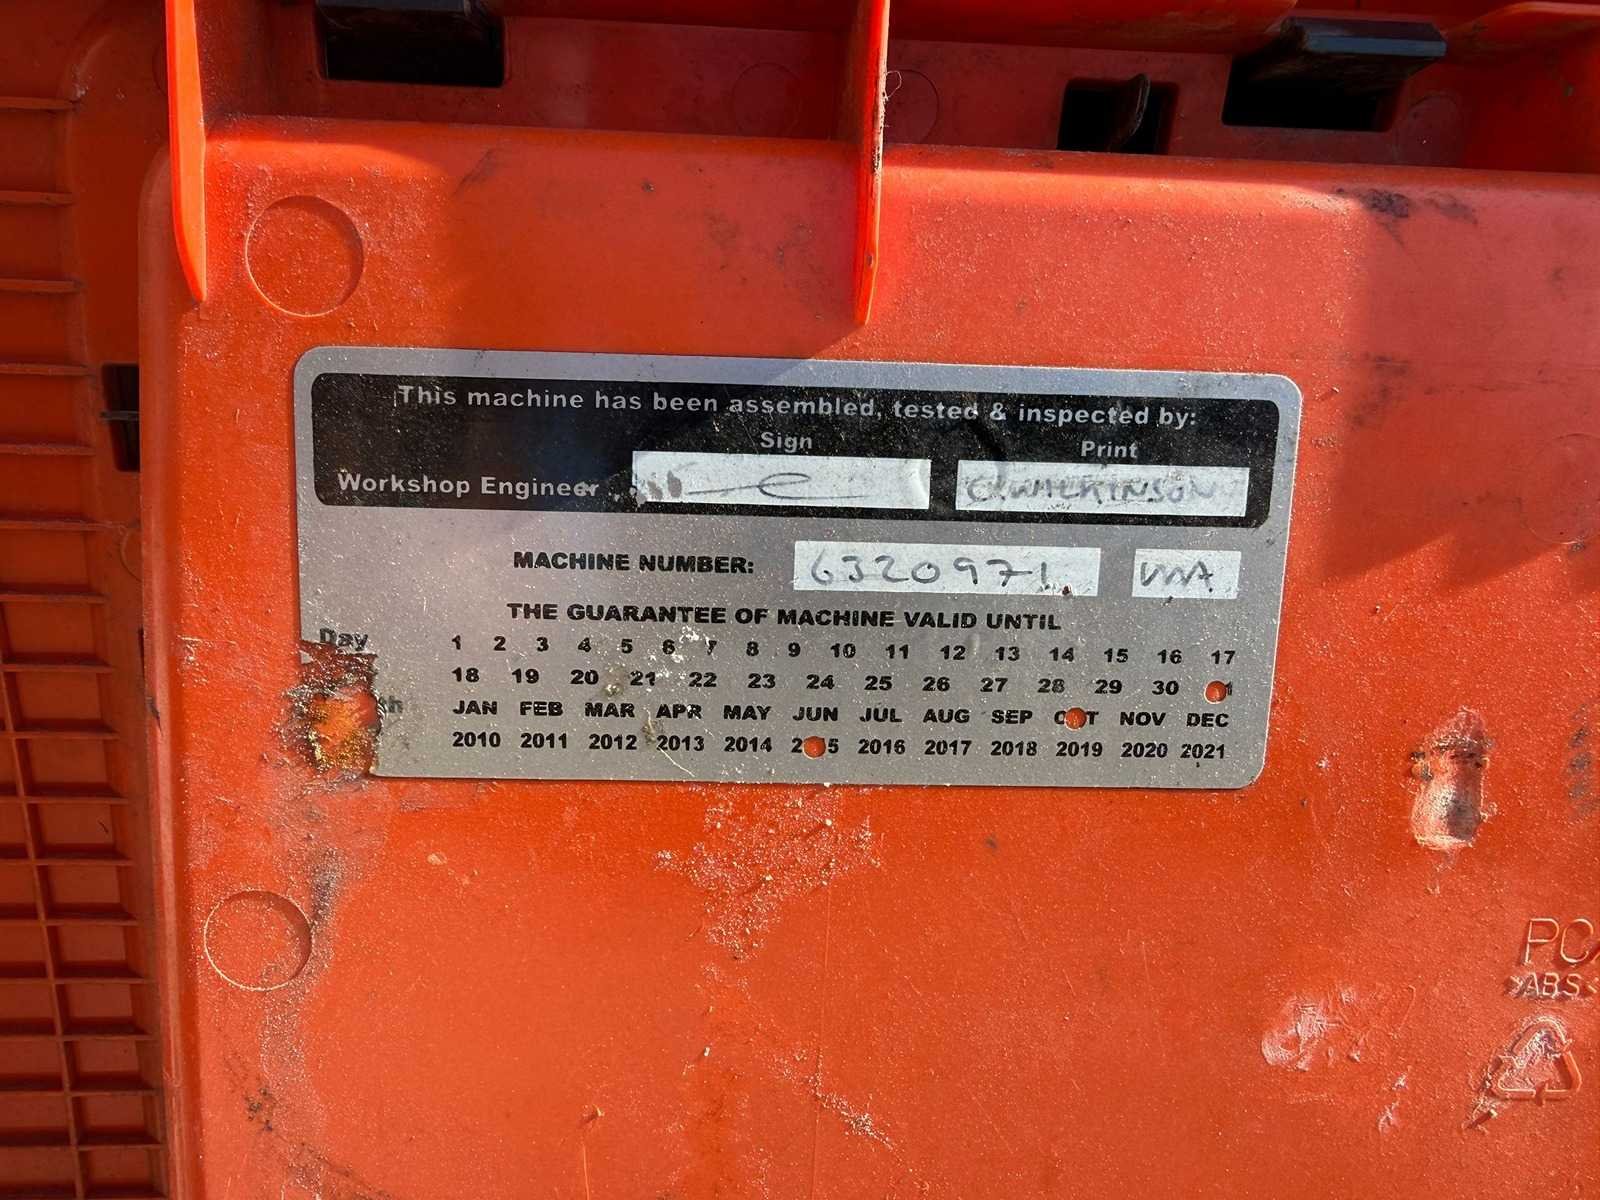 This machine has been assembled, tested & inspected by:
Sign Print
Workshop Engineer C. WILKINSON
MACHINE NUMBER: 6320971
THE GUARANTEE OF MACHINE VALID UNTIL
Day 1 2 3 4 5 6 7 8 9 10 11 12 13 14 15 16 17
18 19 20 21 22 23 24 25 26 27 28 29 30
JAN FEB MAR APR MAY JUN JUL AUG SEP OCT NOV DEC
2010 2011 2012 2013 2014 2015 2016 2017 2018 2019 2020 2021
PC
>ABS<